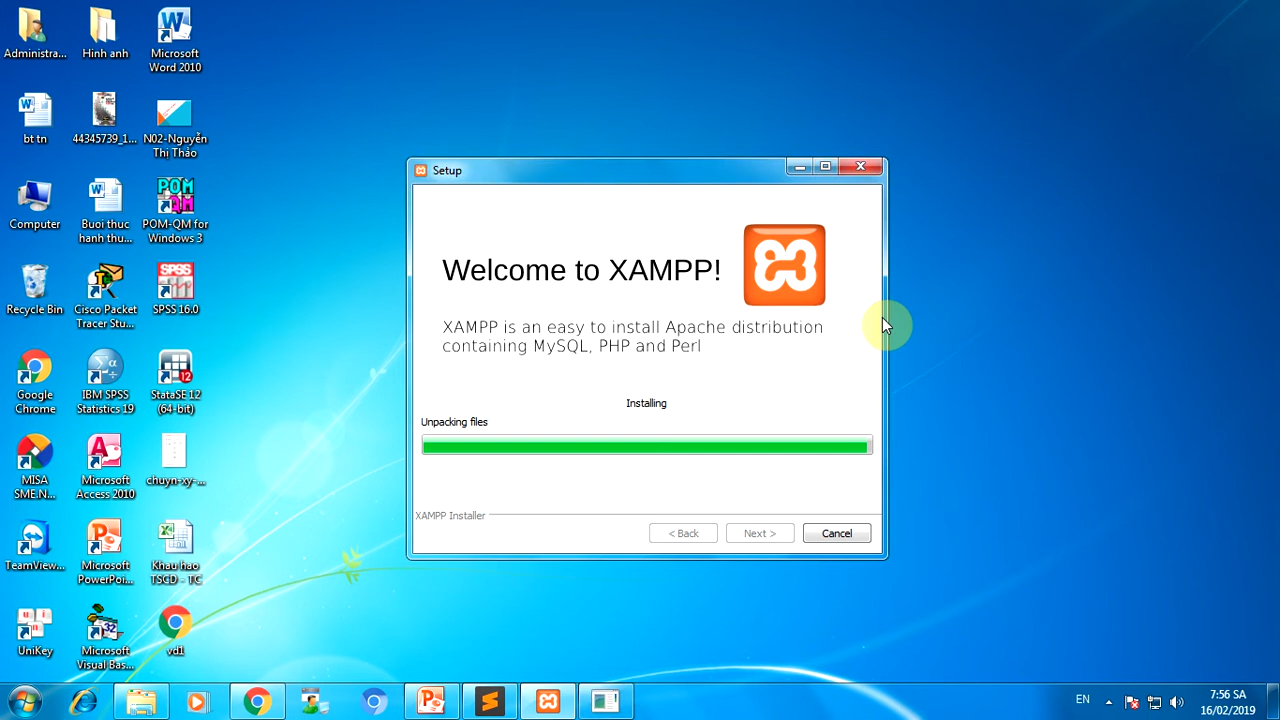 Administra...
Hinh anh
Microsoft
Word 2010
bt tn
44345739_1...
N02-Nguyễn
Thị Thảo
Computer
Buoi thuc
hanh thu...
POM
QM
POM-QM for
Windows 3
Recycle Bin
Cisco Packet
Tracer Stu...
SPSS
SPSS 16.0
Google
Chrome
IBM SPSS
Statistics 19
12
StataSE 12
(64-bit)
MISA
SME.N...
Microsoft
Access 2010
chuyn-xy-...
TeamView...
Microsoft
PowerPoi...
Khau hao
TSCD - TC
UniKey
Microsoft
Visual Bas...
vd1
Setup
Welcome to XAMPP!
XAMPP is an easy to install Apache distribution
containing MySQL, PHP and Perl
Installing
Unpacking files
XAMPP Installer
< Back
Next >
Cancel
EN
7:56 SA
16/02/2019